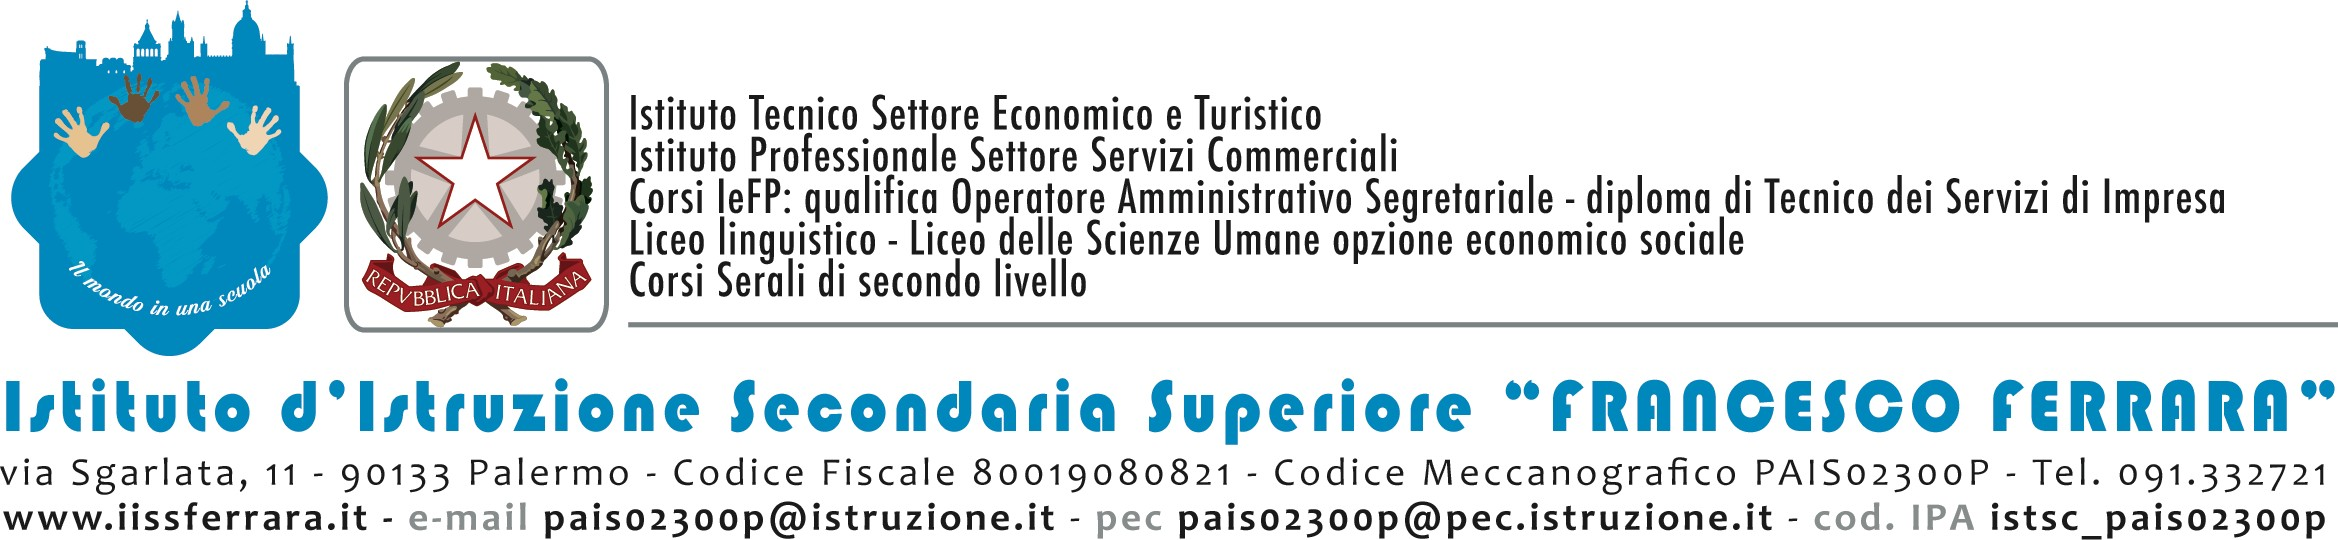 Il mondo in una scuola
REPVBBLICA ITALIANA
Istituto Tecnico Settore Economico e Turistico
Istituto Professionale Settore Servizi Commerciali
Corsi IeFP: qualifica Operatore Amministrativo Segretariale - diploma di Tecnico dei Servizi di Impresa
Liceo linguistico - Liceo delle Scienze Umane opzione economico sociale
Corsi Serali di secondo livello
Istituto d'Istruzione Secondaria Superiore “FRANCESCO FERRARA”
via Sgarlata, 11 - 90133 Palermo - Codice Fiscale 80019080821 - Codice Meccanografico PAIS02300P - Tel. 091.332721
www.iissferrara.it - e-mail pais02300p@istruzione.it - pec pais02300p@pec.istruzione.it - cod. IPA istsc_pais02300p